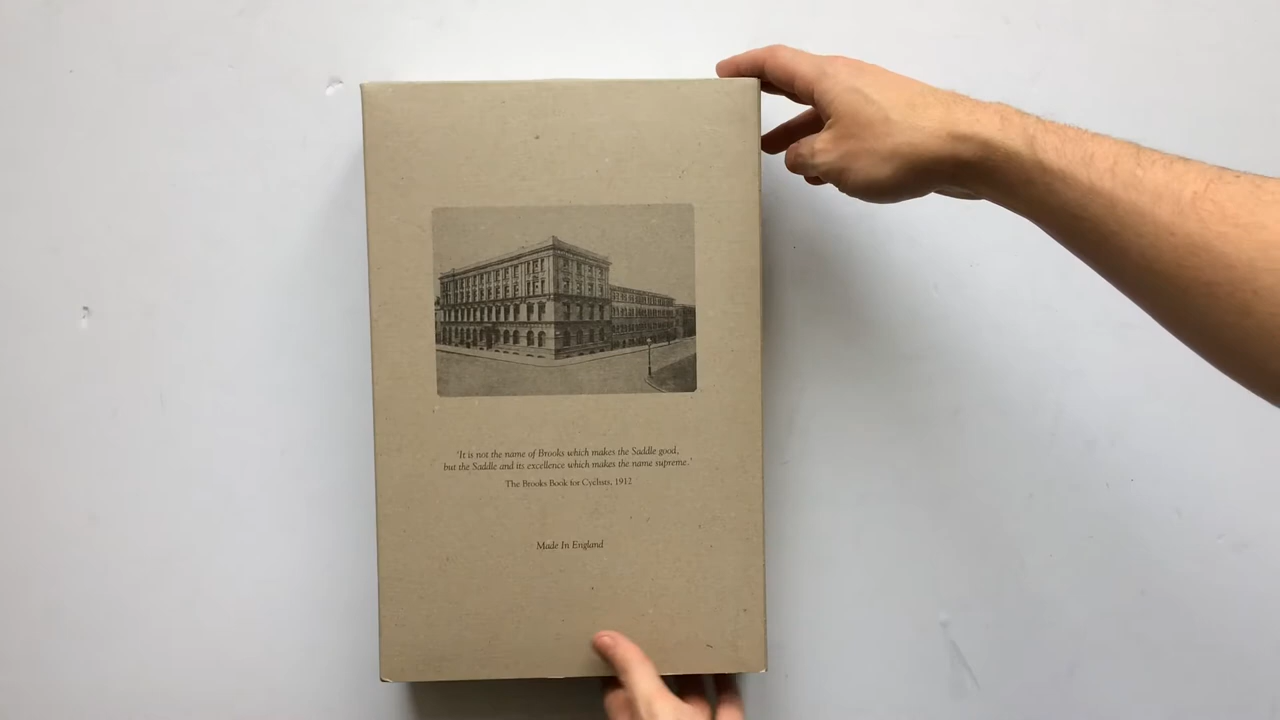 'It is not the name of Brooks which makes the Saddle good,
but the Saddle and its excellence which makes the name supreme.'
The Brooks Book for Cyclists, 1912
Made In England